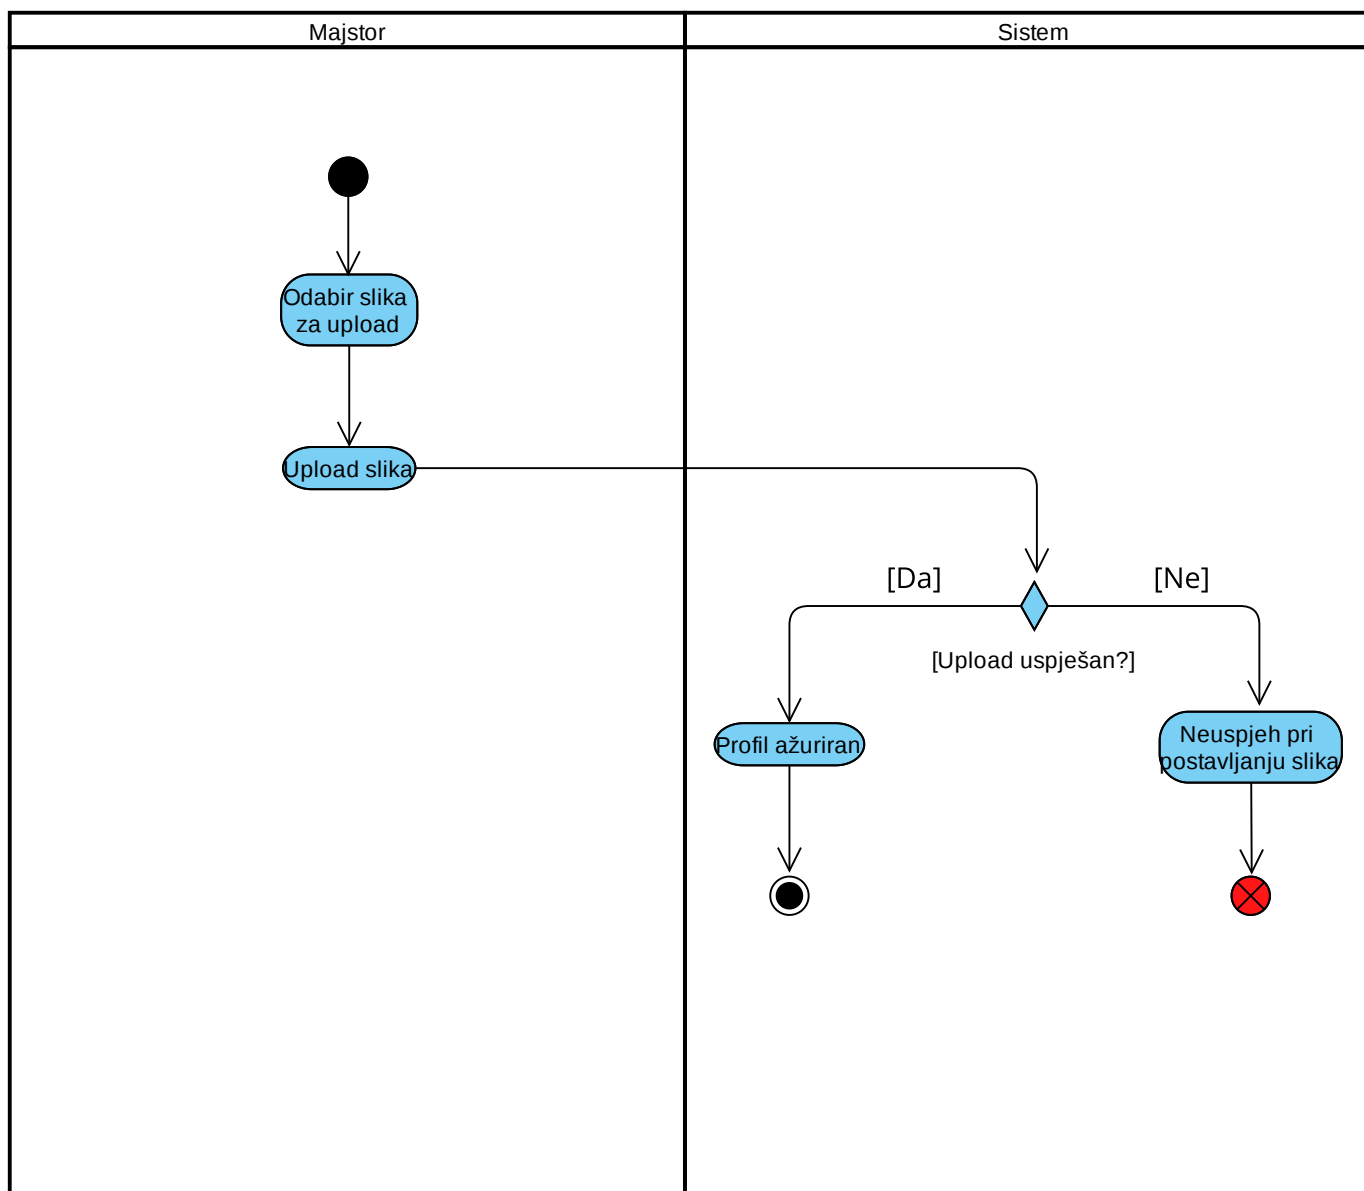 Majstor
Sistem
Odabir slika
za upload
Upload slika
[Da]
[Ne]
[Upload uspješan?]
Profil ažuriran
Neuspjeh pri
postavljanju slika